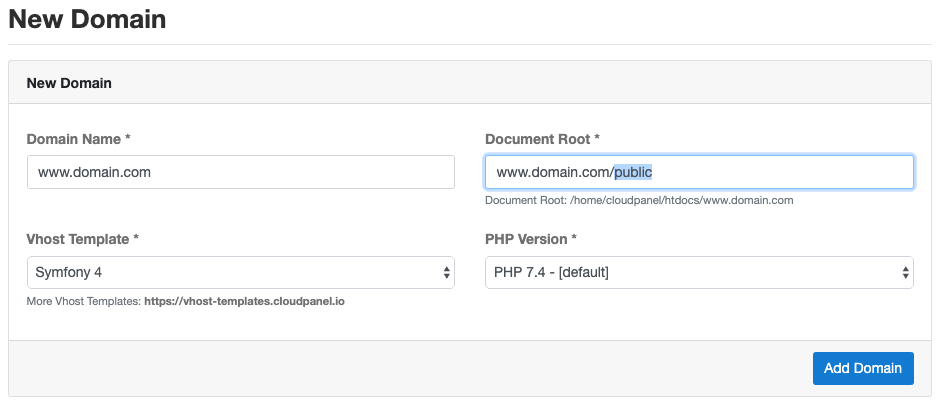 New Domain
New Domain
Domain Name *
www.domain.com
Document Root *
www.domain.com/public
Document Root: /home/cloudpanel/htdocs/www.domain.com
Vhost Template *
Symfony 4
More Vhost Templates: https://vhost-templates.cloudpanel.io
PHP Version *
PHP 7.4 - [default]
Add Domain